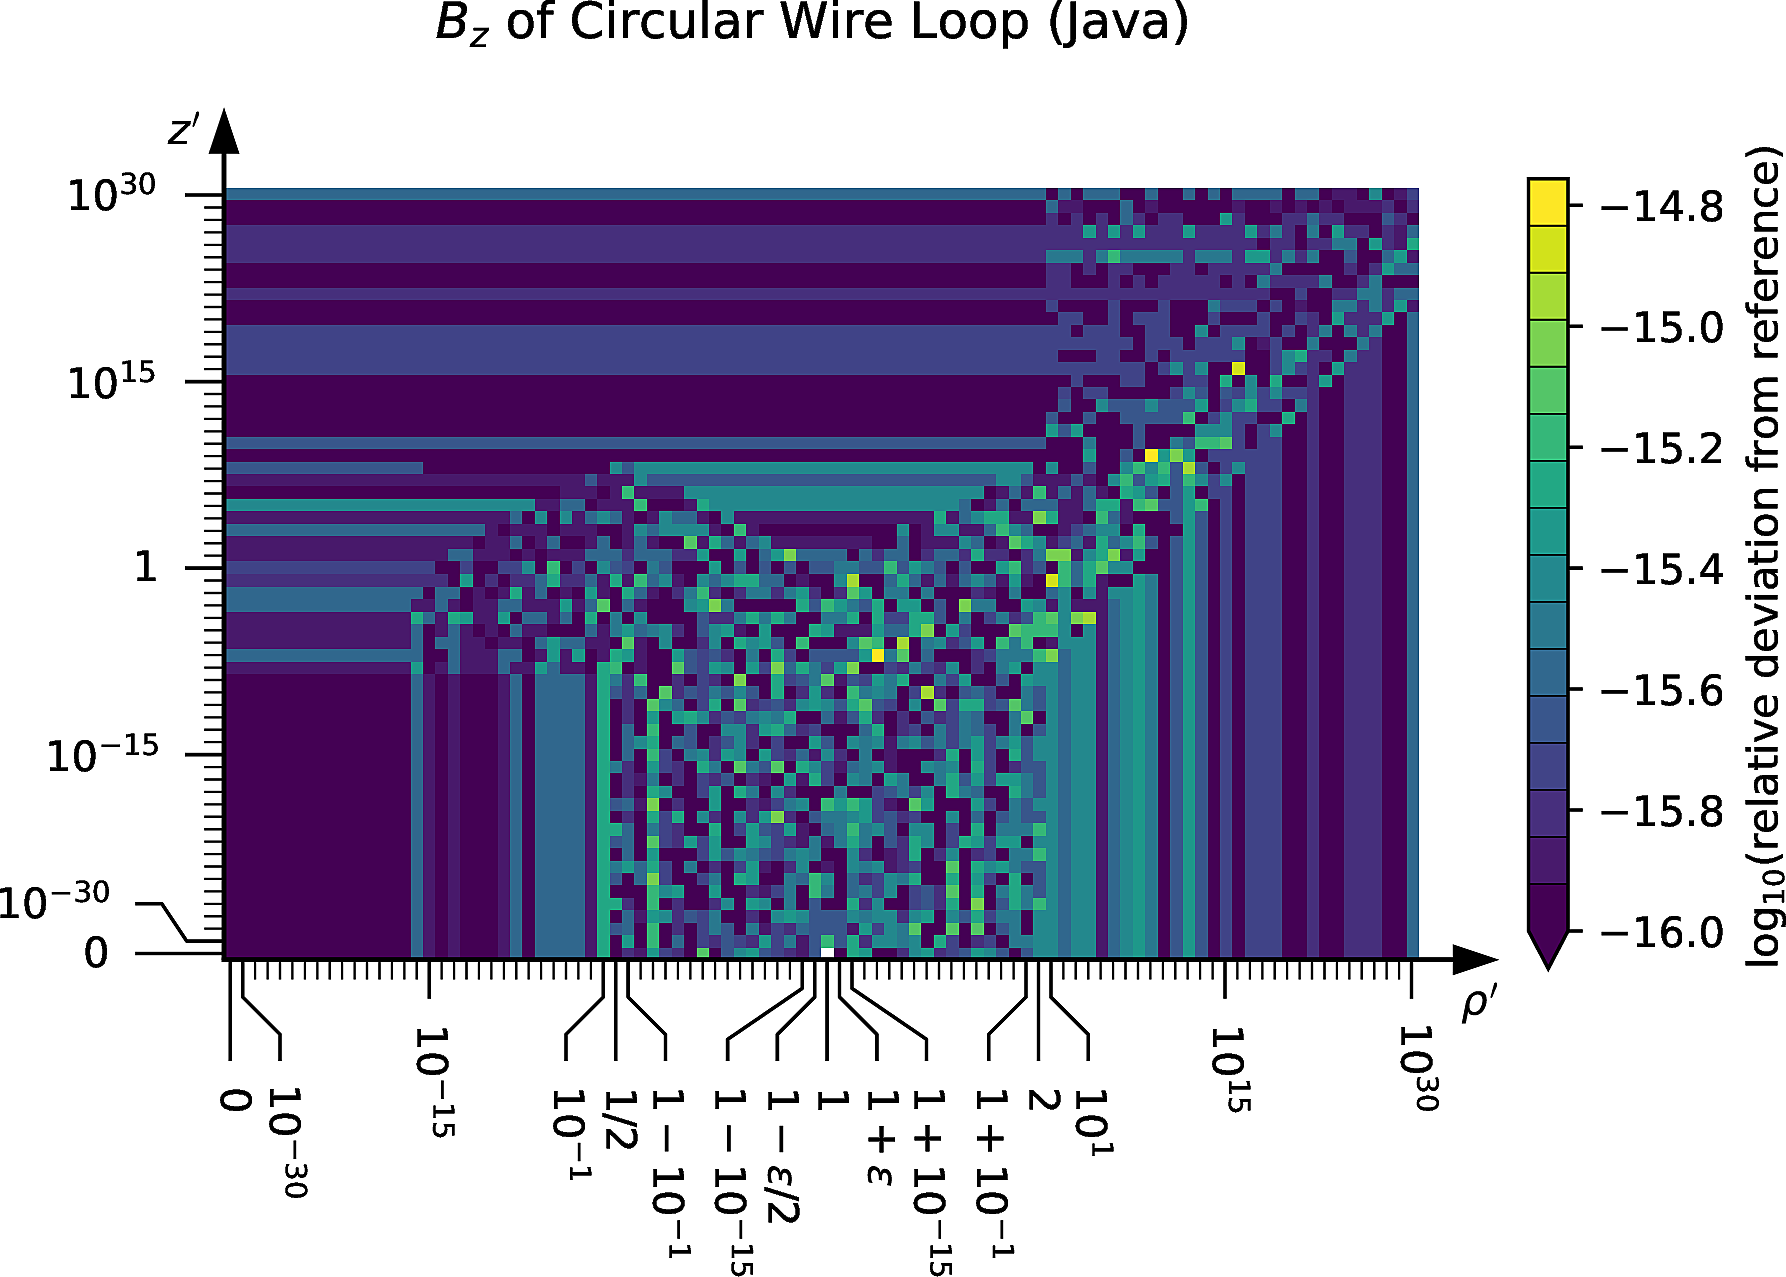 B_z of Circular Wire Loop (Java)
z′
10^30
10^15
1
10^−15
10^−30
0
ρ′
0
10^−30
10^−15
10^−1
1/2
1 − 10^−1
1 − 10^−15
1 − ε/2
1
1 + ε
1 + 10^−15
1 + 10^−1
2
10^1
10^15
10^30
−14.8
−15.0
−15.2
−15.4
−15.6
−15.8
−16.0
log₁₀(relative deviation from reference)